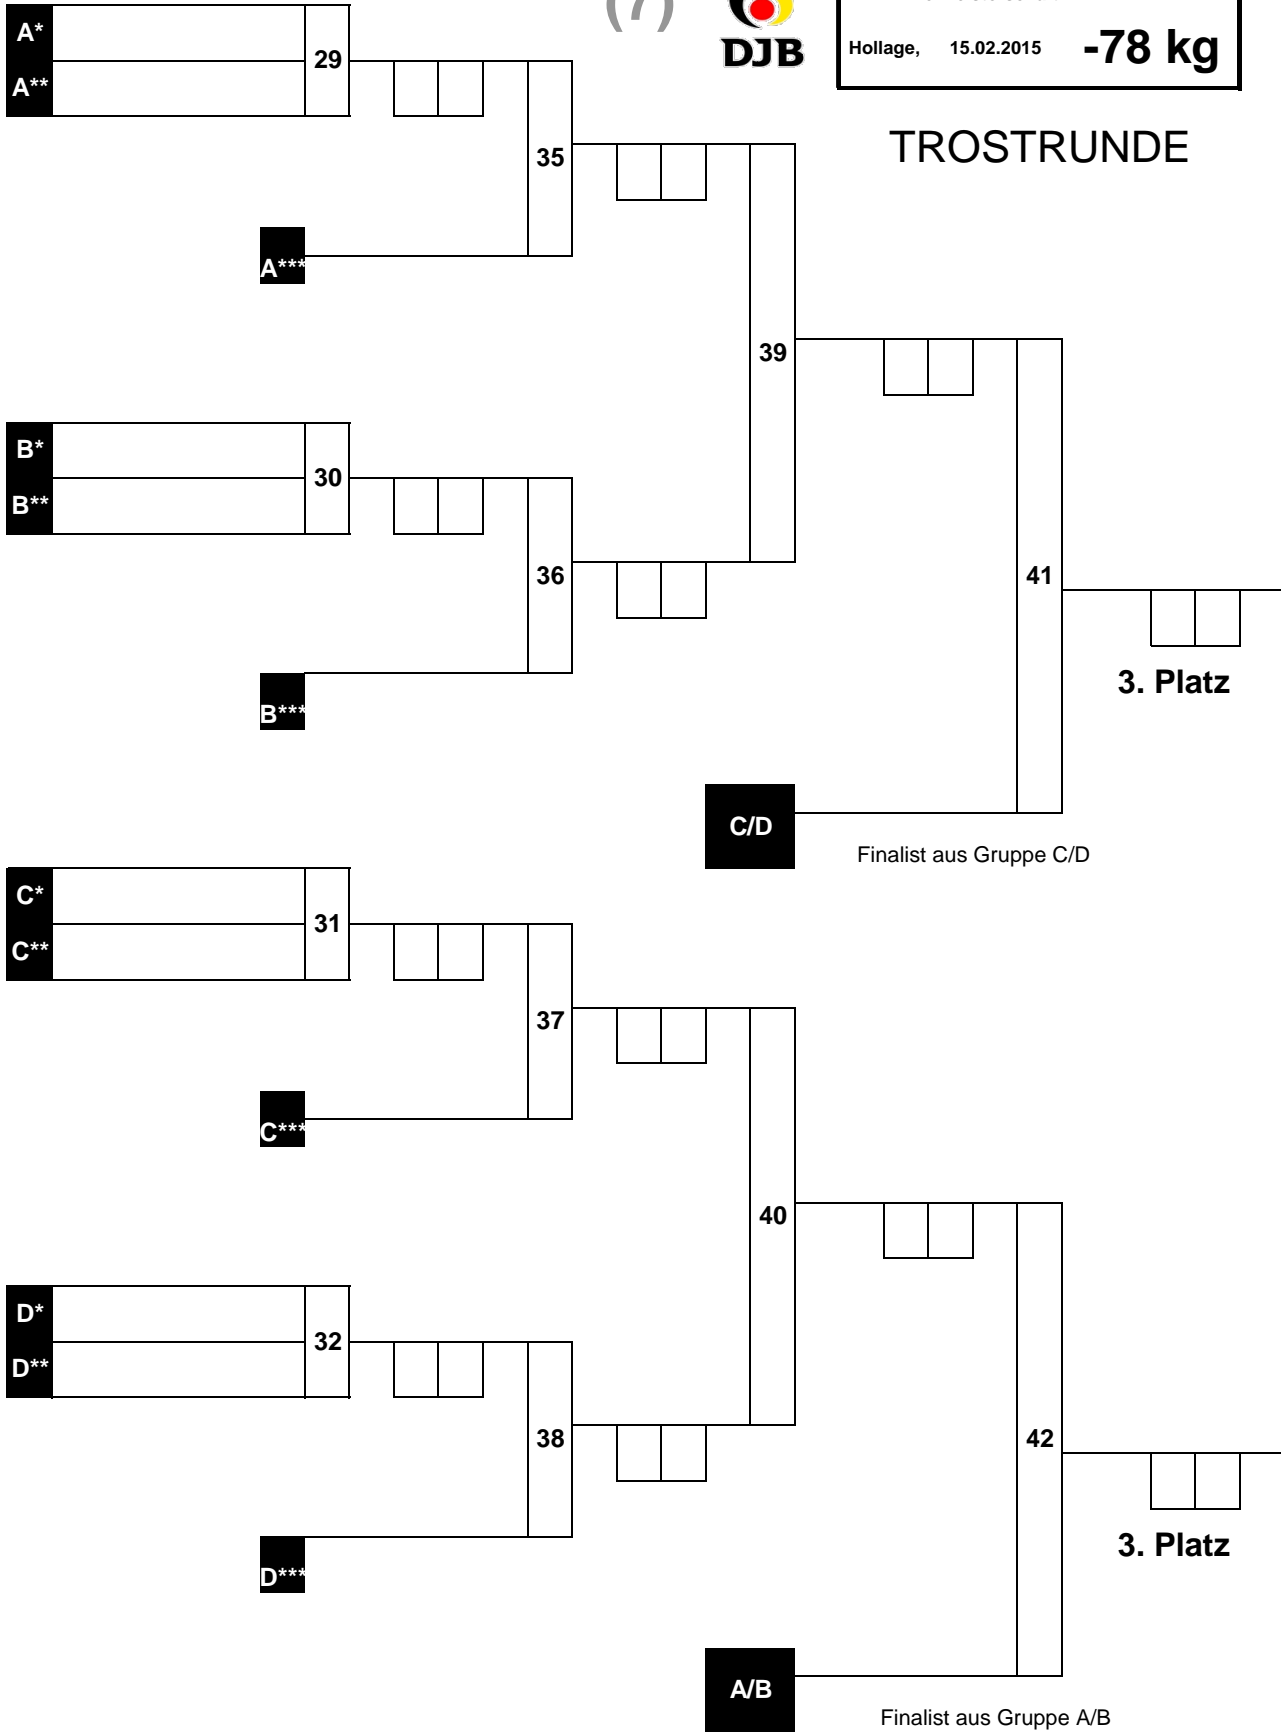 (7)
DJB
Hollage, 15.02.2015 -78 kg
TROSTRUNDE
A*
A**
29
35
A***
39
B*
B**
30
36
41
B***
3. Platz
C/D
Finalist aus Gruppe C/D
C*
C**
31
37
C***
40
D*
D**
32
38
42
D***
3. Platz
A/B
Finalist aus Gruppe A/B